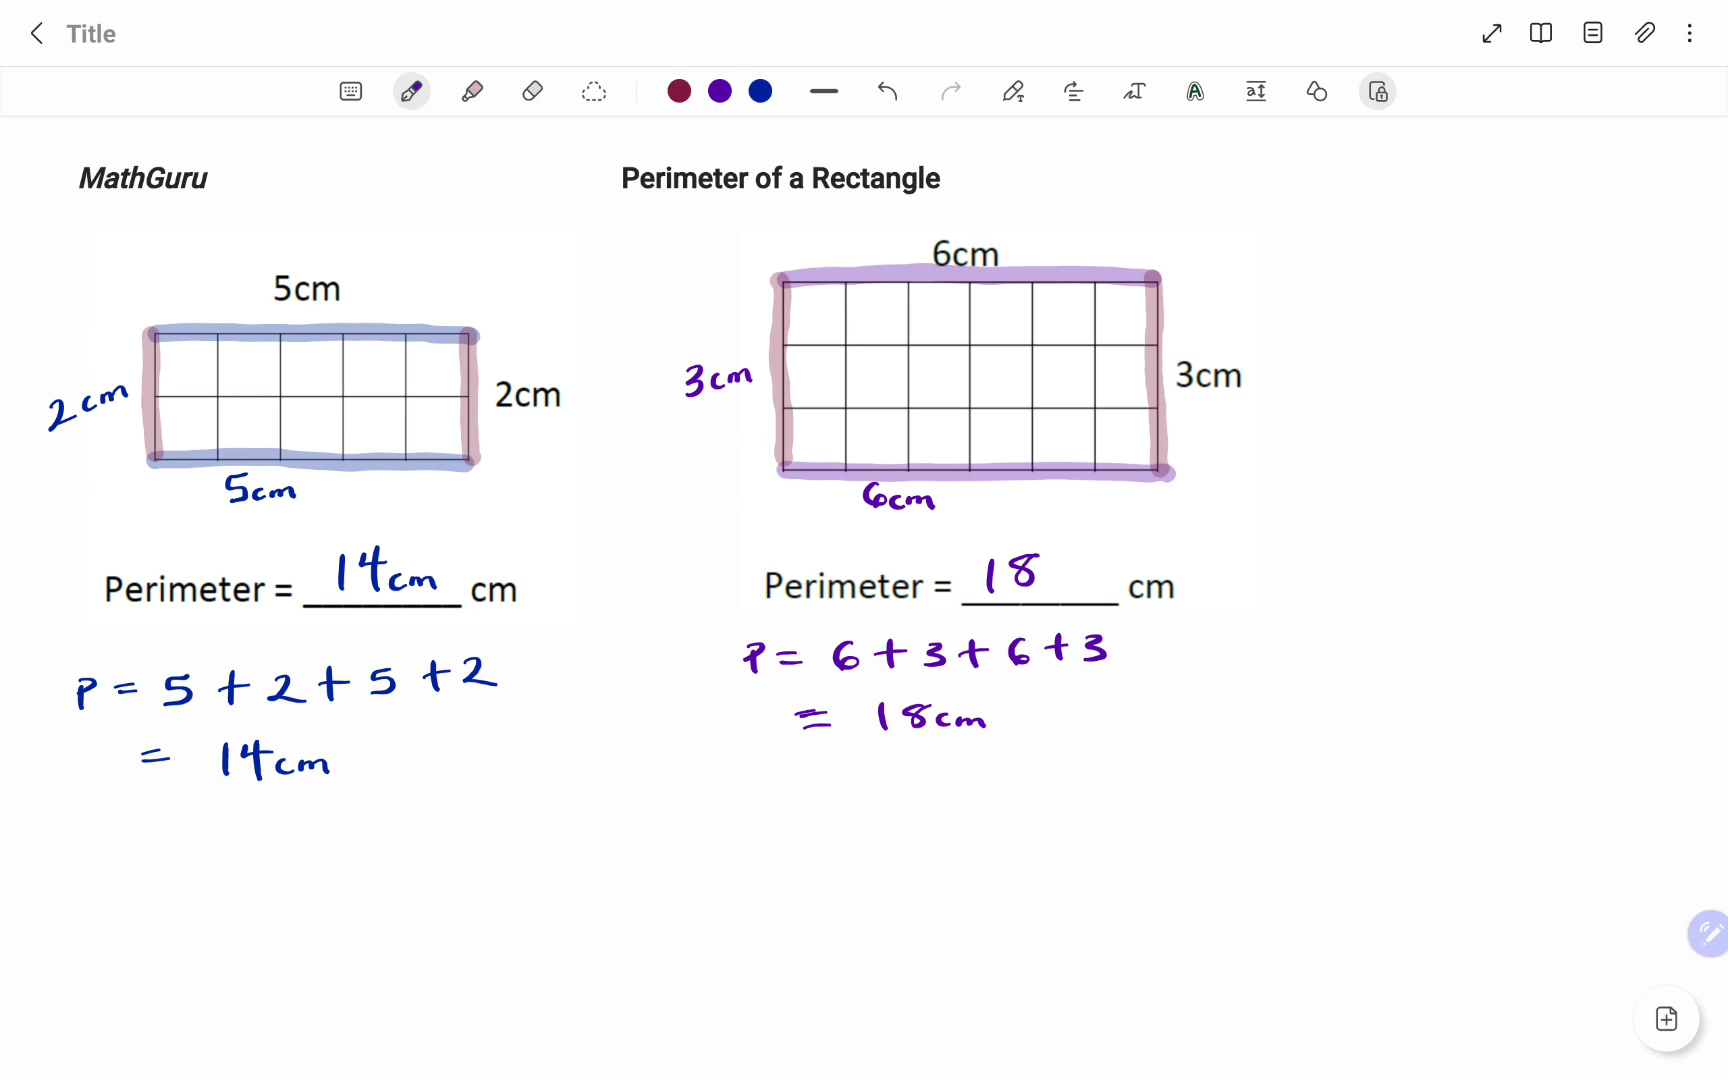 Title
MathGuru
Perimeter of a Rectangle
5cm
2cm
2cm
5cm
Perimeter = 14cm cm
P = 5 + 2 + 5 + 2
= 14cm
6cm
3cm
3cm
6cm
Perimeter = 18 cm
P = 6 + 3 + 6 + 3
= 18cm